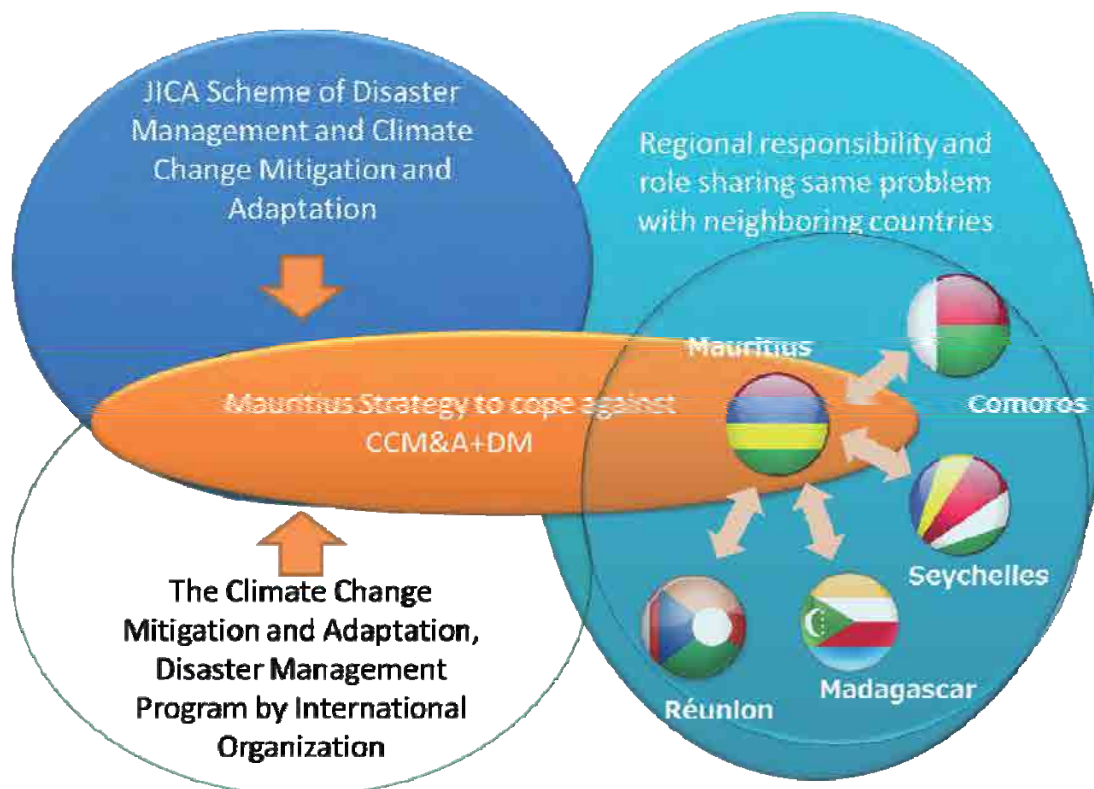 JICA Scheme of Disaster
Management and Climate
Change Mitigation and
Adaptation
Regional responsibility and
role sharing same problem
with neighboring countries
Mauritius
Comoros
Mauritius Strategy to cope against
CCM&A+DM
Seychelles
Madagascar
Réunion
The Climate Change
Mitigation and Adaptation,
Disaster Management
Program by International
Organization